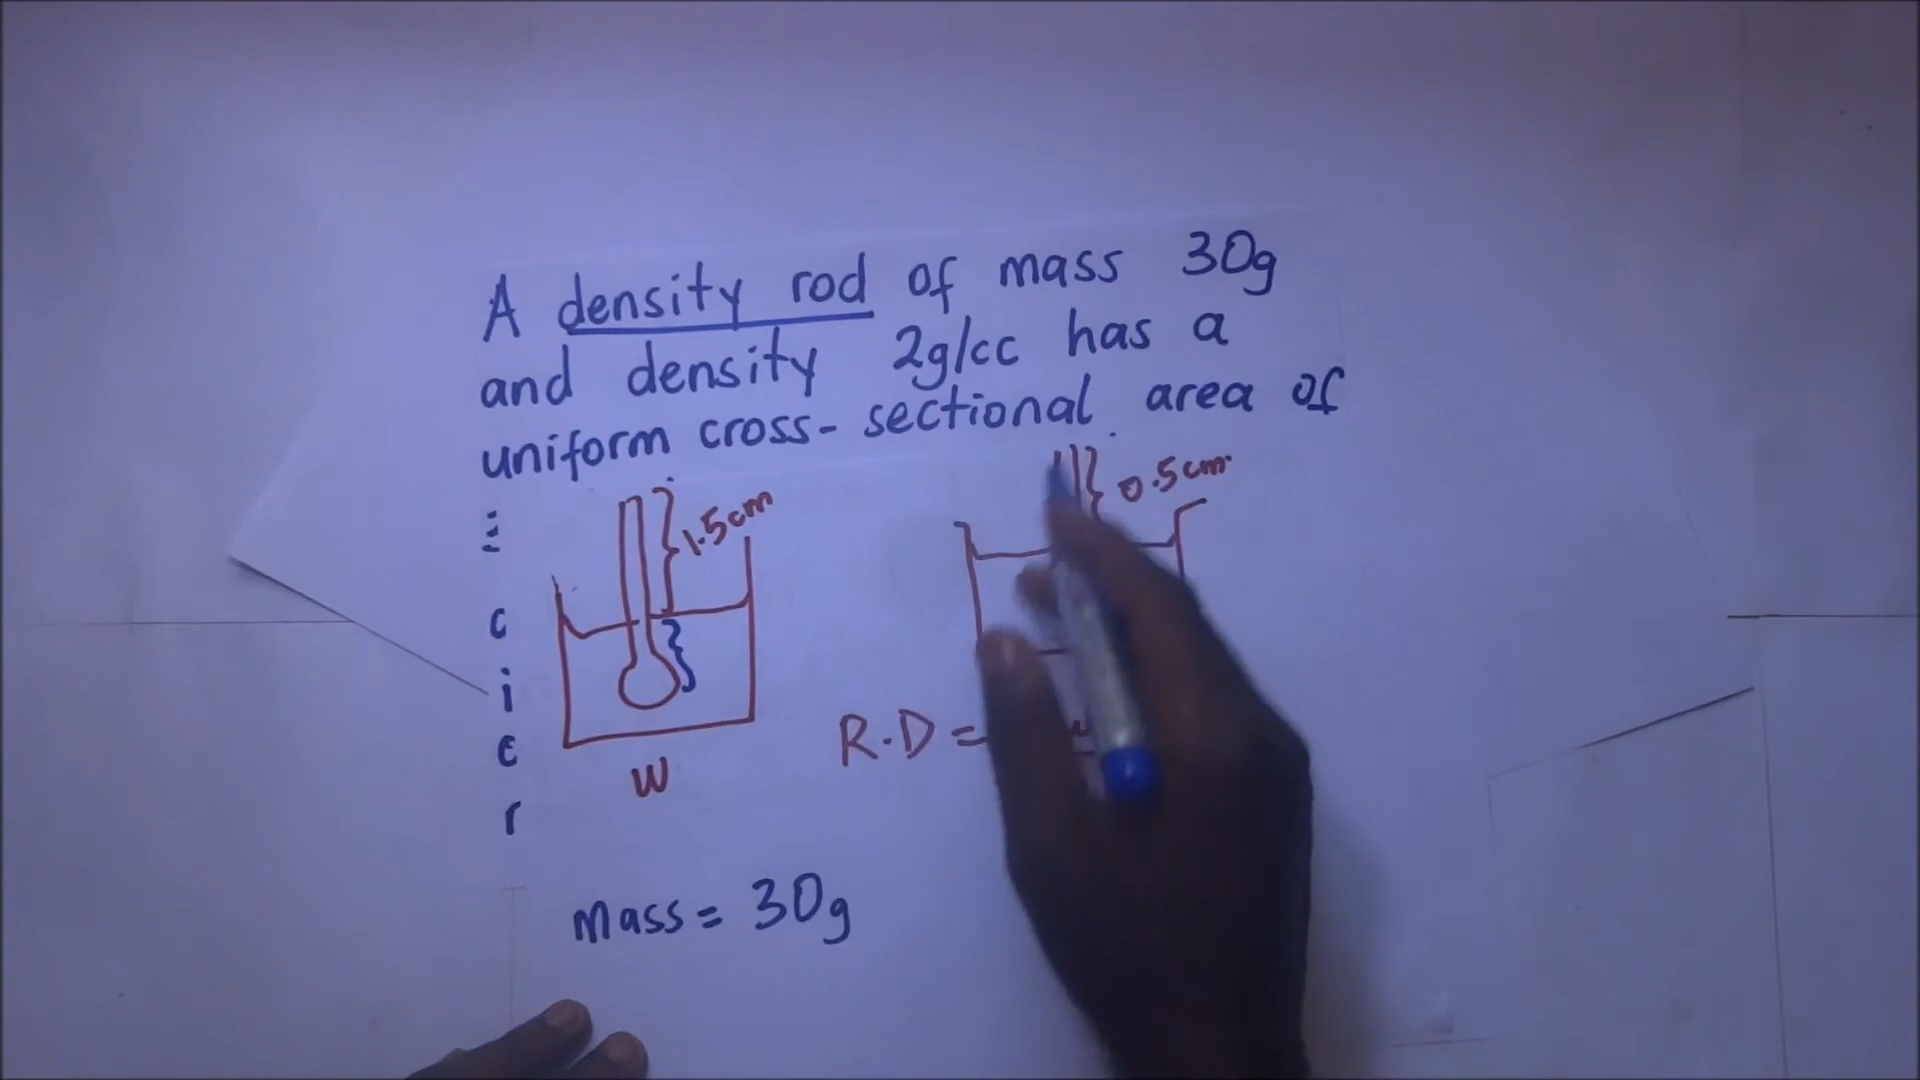 A density rod of mass 30g
and density 2g/cc has a
uniform cross-sectional area of
1.5cm
0.5cm.
c
i
e
r
W
R.D =
mass = 30g